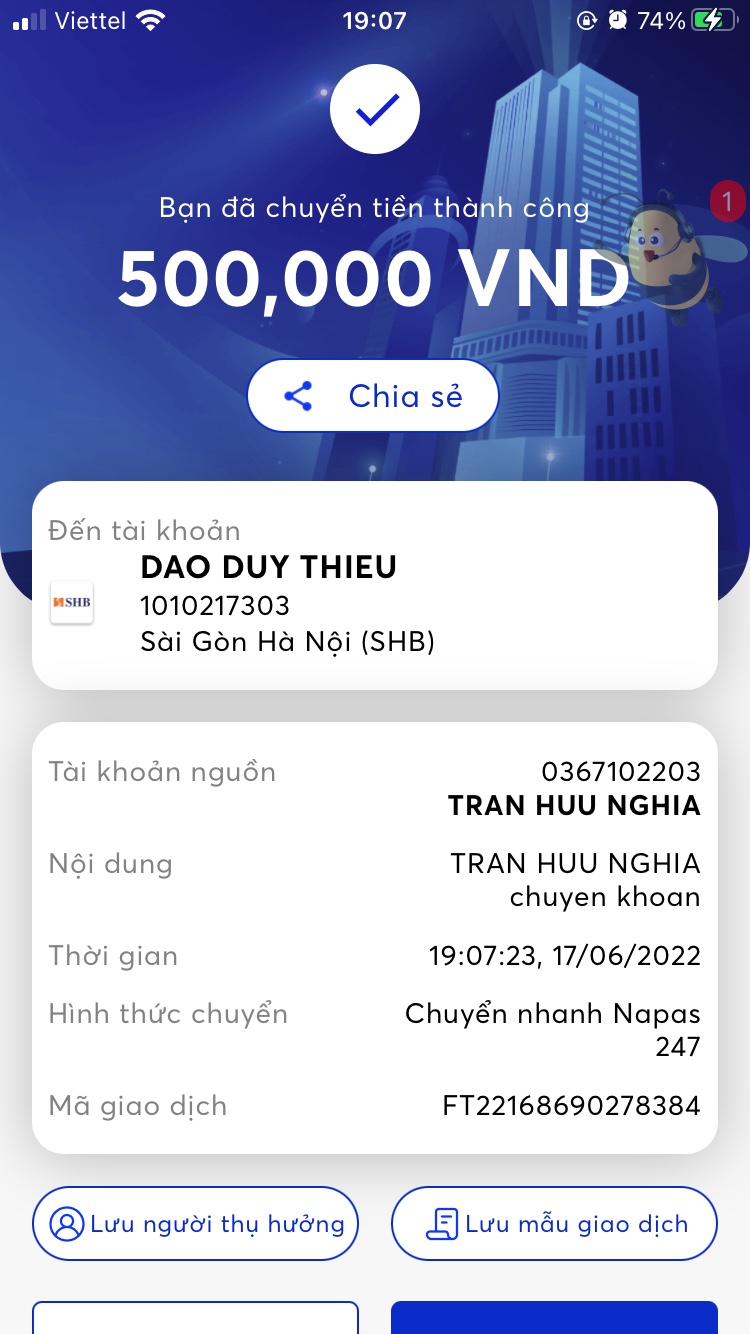 Viettel 19:07 74%
Bạn đã chuyển tiền thành công
1
500,000 VND
Chia sẻ
Đến tài khoản
DAO DUY THIEU
SHB
1010217303
Sài Gòn Hà Nội (SHB)
Tài khoản nguồn 0367102203
TRAN HUU NGHIA
Nội dung TRAN HUU NGHIA
chuyen khoan
Thời gian 19:07:23, 17/06/2022
Hình thức chuyển Chuyển nhanh Napas
247
Mã giao dịch FT22168690278384
Lưu người thụ hưởng Lưu mẫu giao dịch